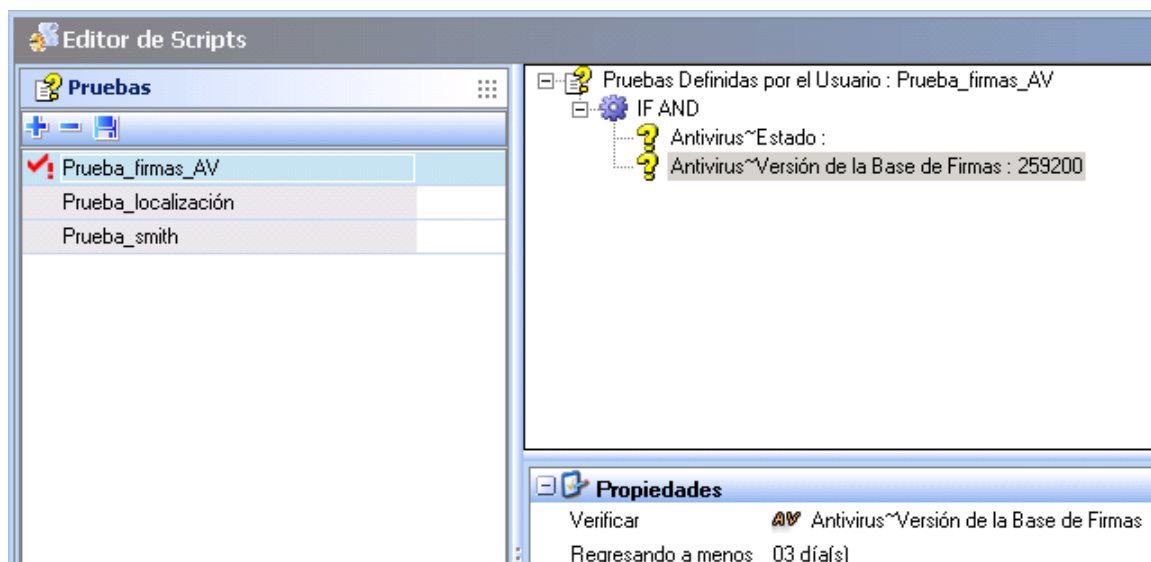 Editor de Scripts
Pruebas
Prueba_firmas_AV
Prueba_localización
Prueba_smith
Pruebas Definidas por el Usuario : Prueba_firmas_AV
IF AND
Antivirus~Estado :
Antivirus~Versión de la Base de Firmas : 259200
Propiedades
Verificar AV Antivirus~Versión de la Base de Firmas
Regresando a menos 03 día(s)